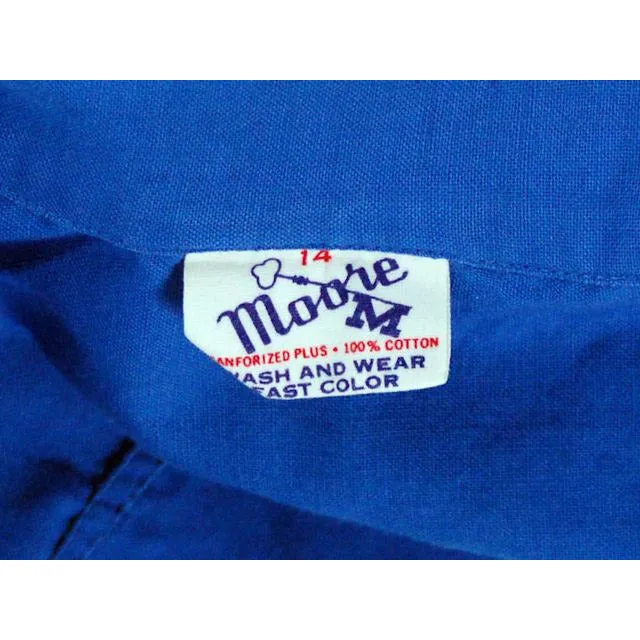 14
Moore
M
ANFORIZED PLUS • 100% COTTON
ASH AND WEAR
AST COLOR